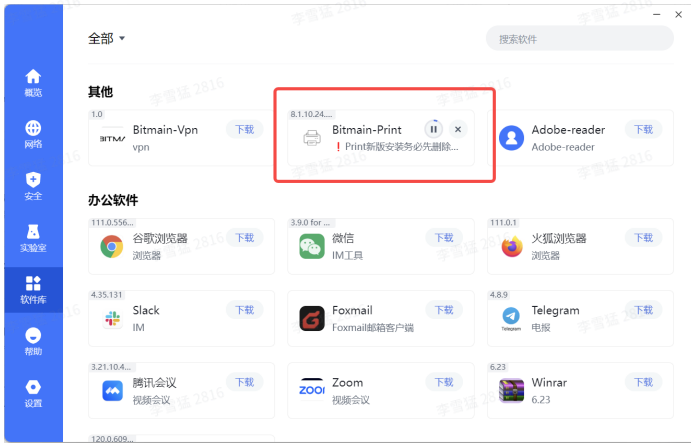 全部
搜索软件
概览
网络
安全
实验室
软件库
帮助
设置
其他
1.0
BITMA
Bitmain-Vpn
vpn
下载
8.1.10.24....
Bitmain-Print
❗Print新版安装务必先删除...
Adobe-reader
Adobe-reader
下载
办公软件
111.0.556...
谷歌浏览器
浏览器
下载
3.9.0 for ...
微信
IM工具
下载
111.0.1
火狐浏览器
浏览器
下载
4.35.131
Slack
IM
下载
Foxmail
Foxmail邮箱客户端
下载
4.8.9
Telegram
Telegram
电报
下载
3.21.10.4...
腾讯会议
视频会议
下载
zoom
Zoom
视频会议
下载
6.23
Winrar
6.23
下载
120.0.609...
李雪猛 2816